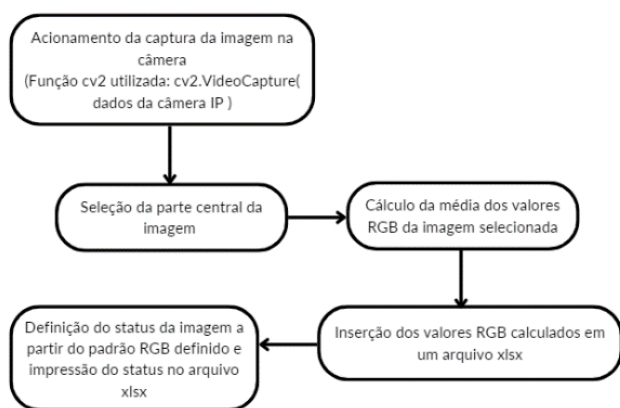 Acionamento da captura da imagem na
câmera
(Função cv2 utilizada: cv2.VideoCapture(
dados da câmera IP )
Seleção da parte central da
imagem
Cálculo da média dos valores
RGB da imagem selecionada
Inserção dos valores RGB calculados em
um arquivo xlsx
Definição do status da imagem a
partir do padrão RGB definido e
impressão do status no arquivo
xlsx